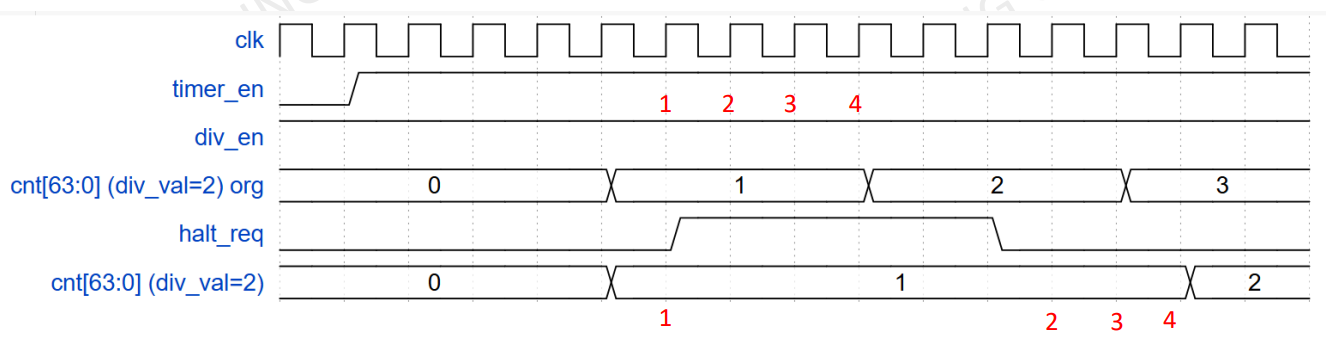 clk
timer_en
1 2 3 4
div_en
cnt[63:0] (div_val=2) org 0 1 2 3
halt_req
cnt[63:0] (div_val=2) 0 1 2
1 2 3 4